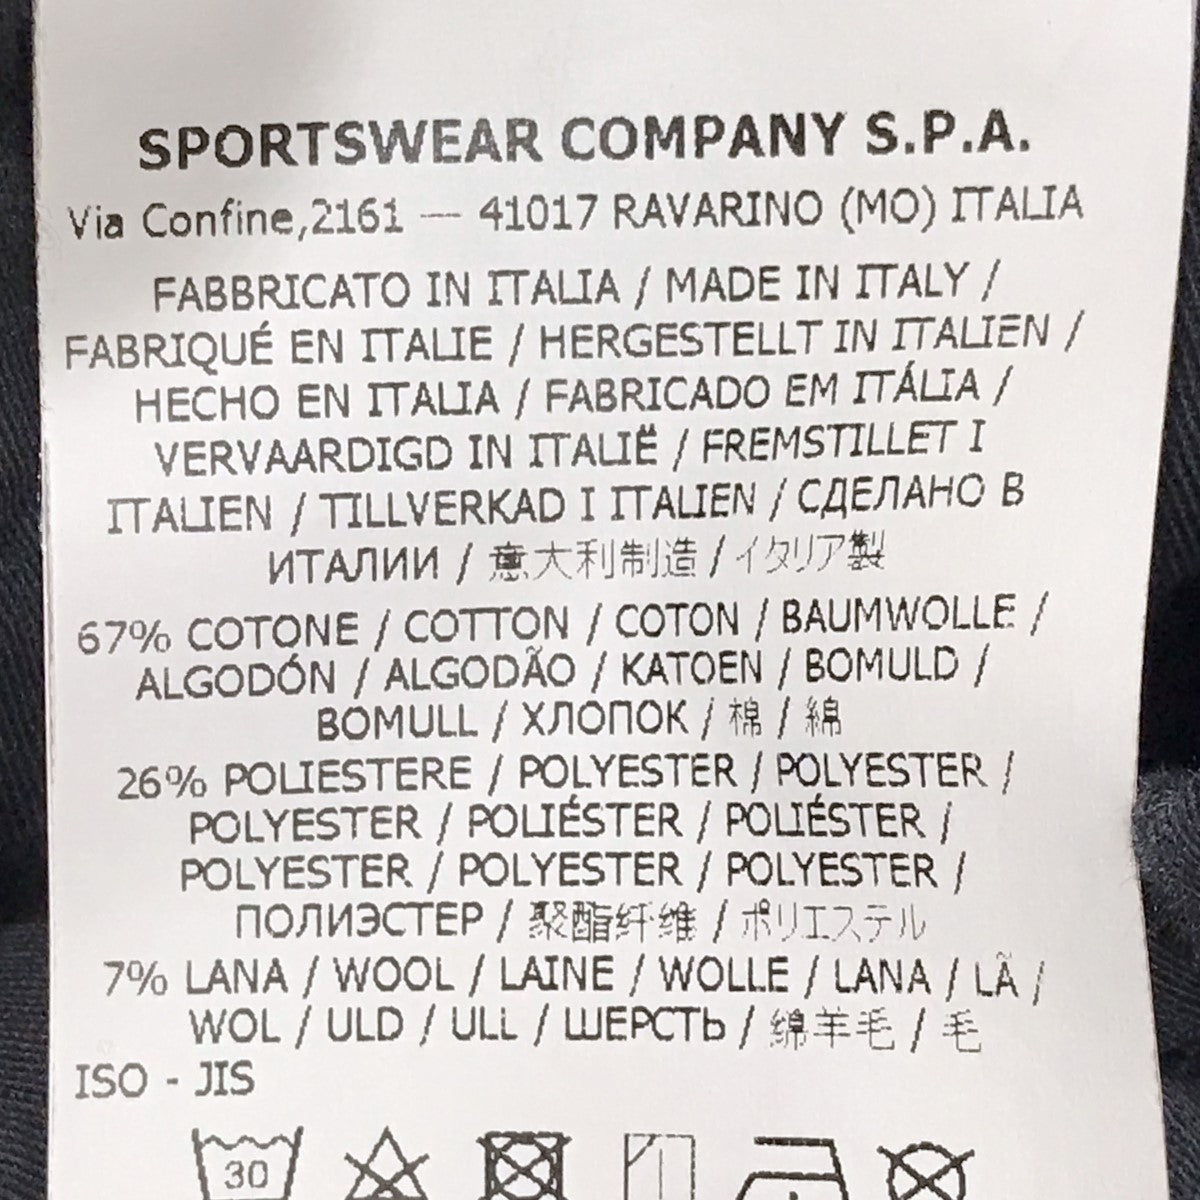 SPORTSWEAR COMPANY S.P.A.
Via Confine,2161 — 41017 RAVARINO (MO) ITALIA
FABBRICATO IN ITALIA / MADE IN ITALY /
FABRIQUÉ EN ITALIE / HERGESTELLT IN ITALIEN /
HECHO EN ITALIA / FABRICADO EM ITÁLIA /
VERVAARDIGD IN ITALIË / FREMSTILLET I
ITALIEN / TILLVERKAD I ITALIEN / СДЕЛАНО В
ИТАЛИИ / 意大利制造 / イタリア製
67% COTONE / COTTON / COTON / BAUMWOLLE /
ALGODÓN / ALGODÃO / KATOEN / BOMULD /
BOMULL / ХЛОПОК / 棉 / 綿
26% POLIESTERE / POLYESTER / POLYESTER /
POLYESTER / POLIÉSTER / POLIÉSTER /
POLYESTER / POLYESTER / POLYESTER /
ПОЛИЭСТЕР / 聚酯纤维 / ポリエステル
7% LANA / WOOL / LAINE / WOLLE / LANA / LÃ /
WOL / ULD / ULL / ШЕРСТЬ / 绵羊毛 / 毛
ISO - JIS
30